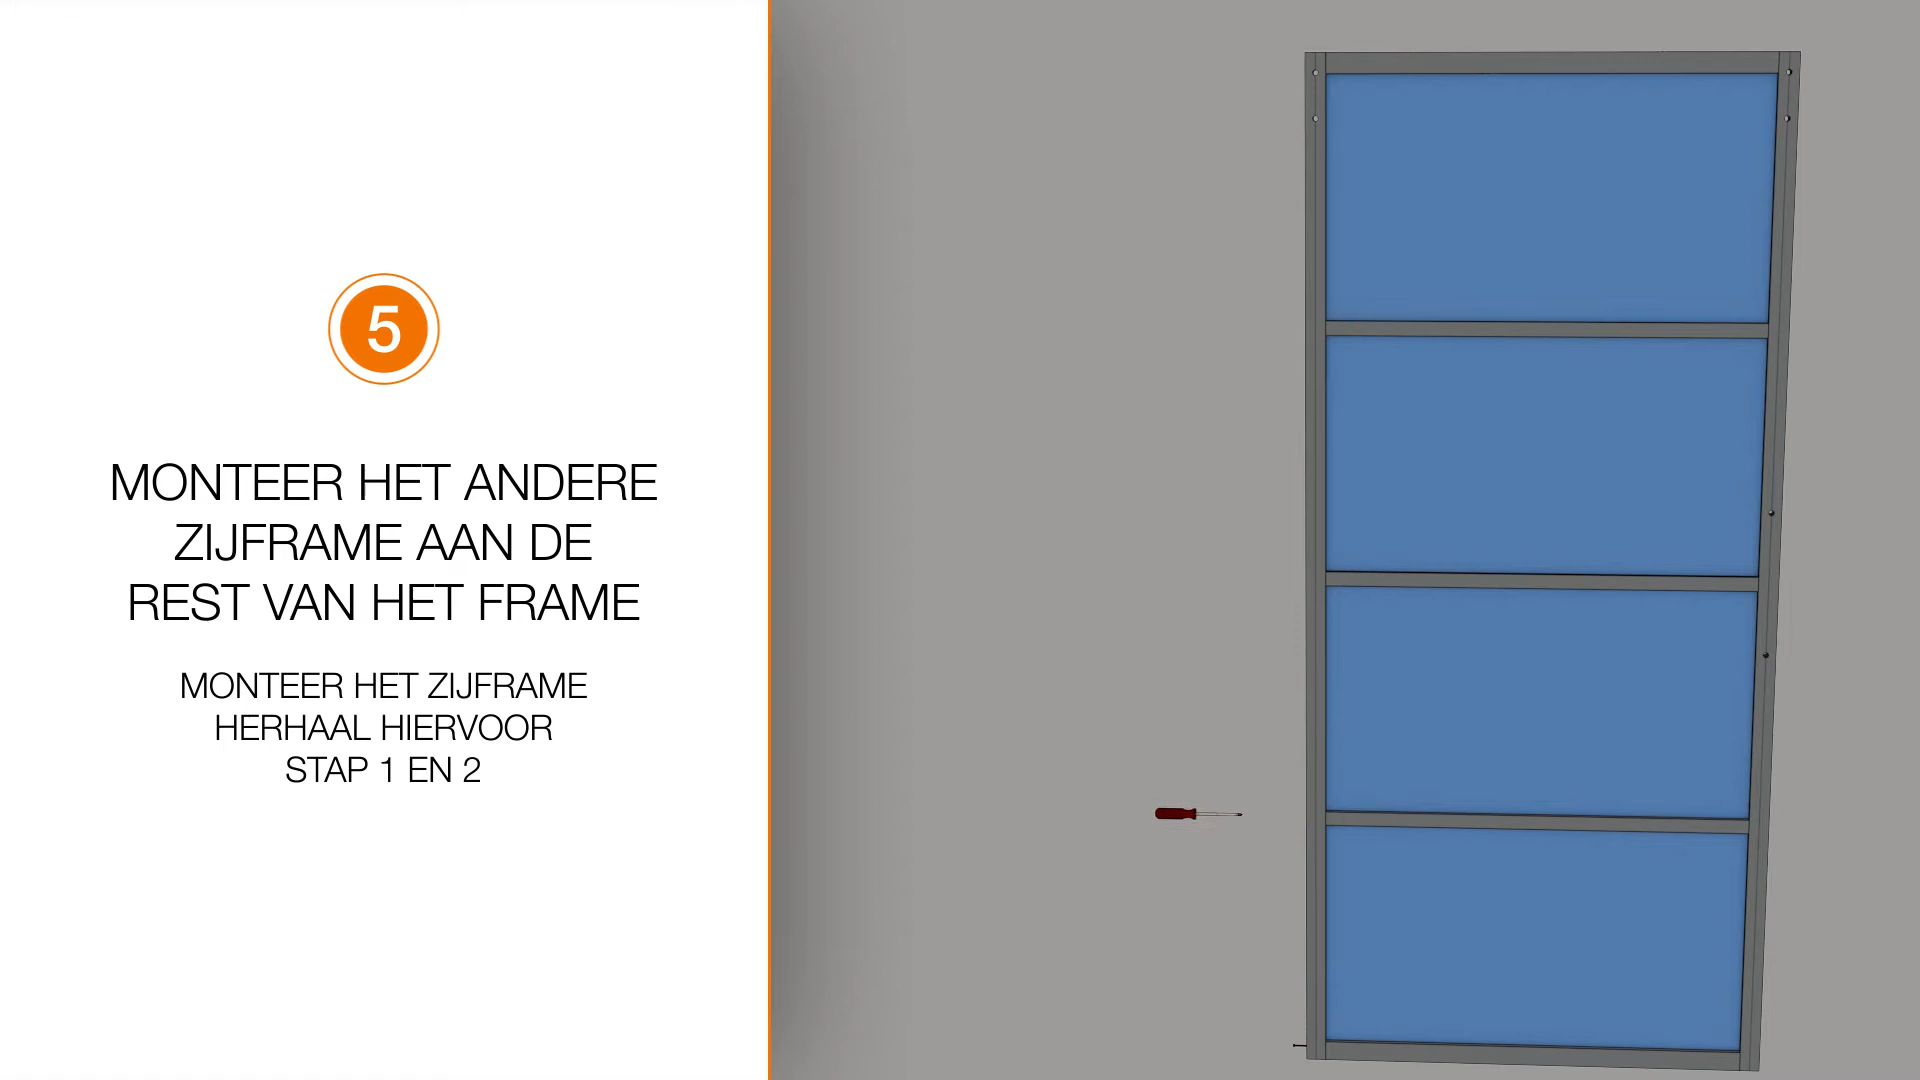 5
MONTEER HET ANDERE
ZIJFRAME AAN DE
REST VAN HET FRAME
MONTEER HET ZIJFRAME
HERHAAL HIERVOOR
STAP 1 EN 2